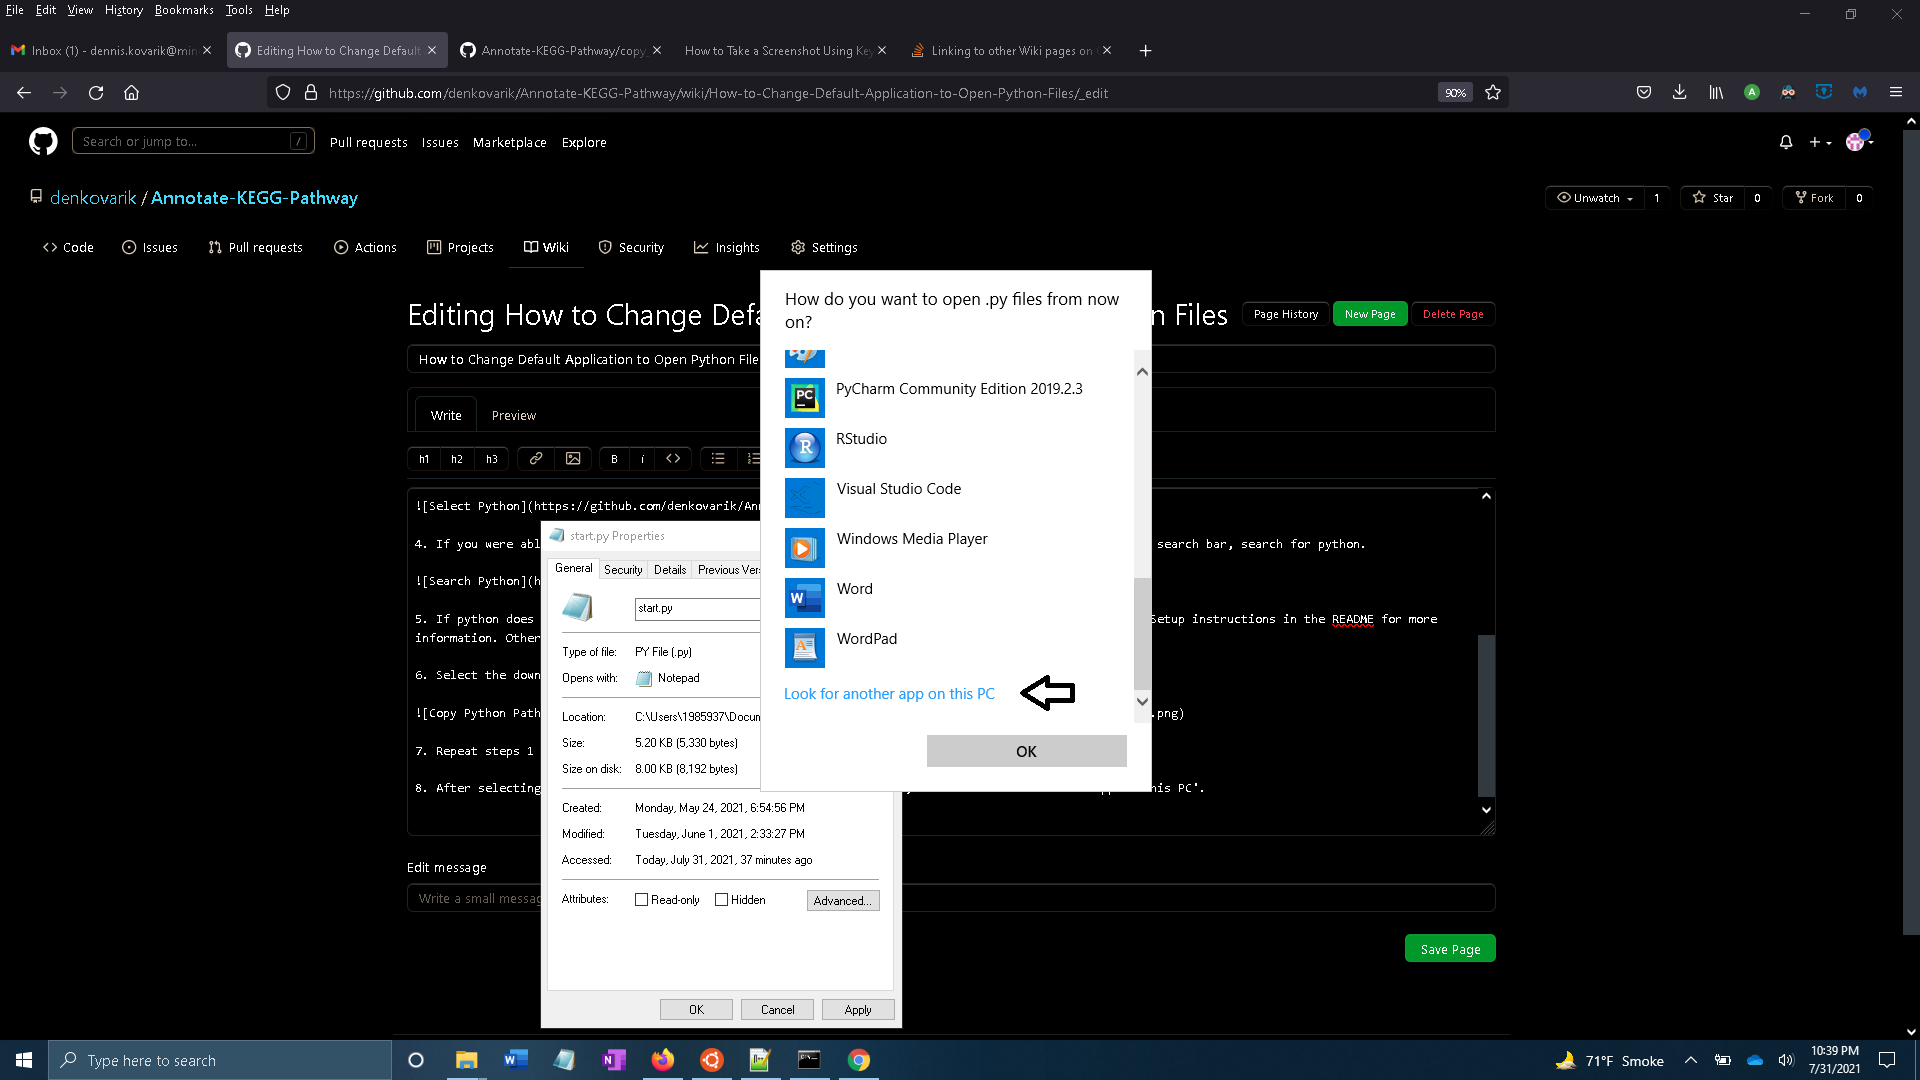 File Edit View History Bookmarks Tools Help
Inbox (1) - dennis.kovarik@min
Editing How to Change Default
Annotate-KEGG-Pathway/copy_
How to Take a Screenshot Using Key
Linking to other Wiki pages on
https://github.com/denkovarik/Annotate-KEGG-Pathway/wiki/How-to-Change-Default-Application-to-Open-Python-Files/_edit
90%
Search or jump to... /
Pull requests Issues Marketplace Explore
denkovarik / Annotate-KEGG-Pathway
Unwatch 1 Star 0 Fork 0
Code Issues Pull requests Actions Projects Wiki Security Insights Settings
Editing How to Change Defa
n Files
Page History New Page Delete Page
How to Change Default Application to Open Python File
Write Preview
h1 h2 h3 B i
![Select Python](https://github.com/denkovarik/An
4. If you were abl
search bar, search for python.
![Search Python](h
5. If python does
Setup instructions in the README for more
information. Other
6. Select the down
![Copy Python Path
.png)
7. Repeat steps 1
8. After selecting
his PC'.
Edit message
Write a small messag
Save Page
How do you want to open .py files from now
on?
PyCharm Community Edition 2019.2.3
RStudio
Visual Studio Code
Windows Media Player
Word
WordPad
Look for another app on this PC
OK
start.py Properties
General Security Details Previous Ver
start.py
Type of file: PY File (.py)
Opens with: Notepad
Location: C:\Users\1985937\Docun
Size: 5.20 KB (5,330 bytes)
Size on disk: 8.00 KB (8,192 bytes)
Created: Monday, May 24, 2021, 6:54:56 PM
Modified: Tuesday, June 1, 2021, 2:33:27 PM
Accessed: Today, July 31, 2021, 37 minutes ago
Attributes: Read-only Hidden Advanced...
OK Cancel Apply
Type here to search
71°F Smoke
10:39 PM
7/31/2021